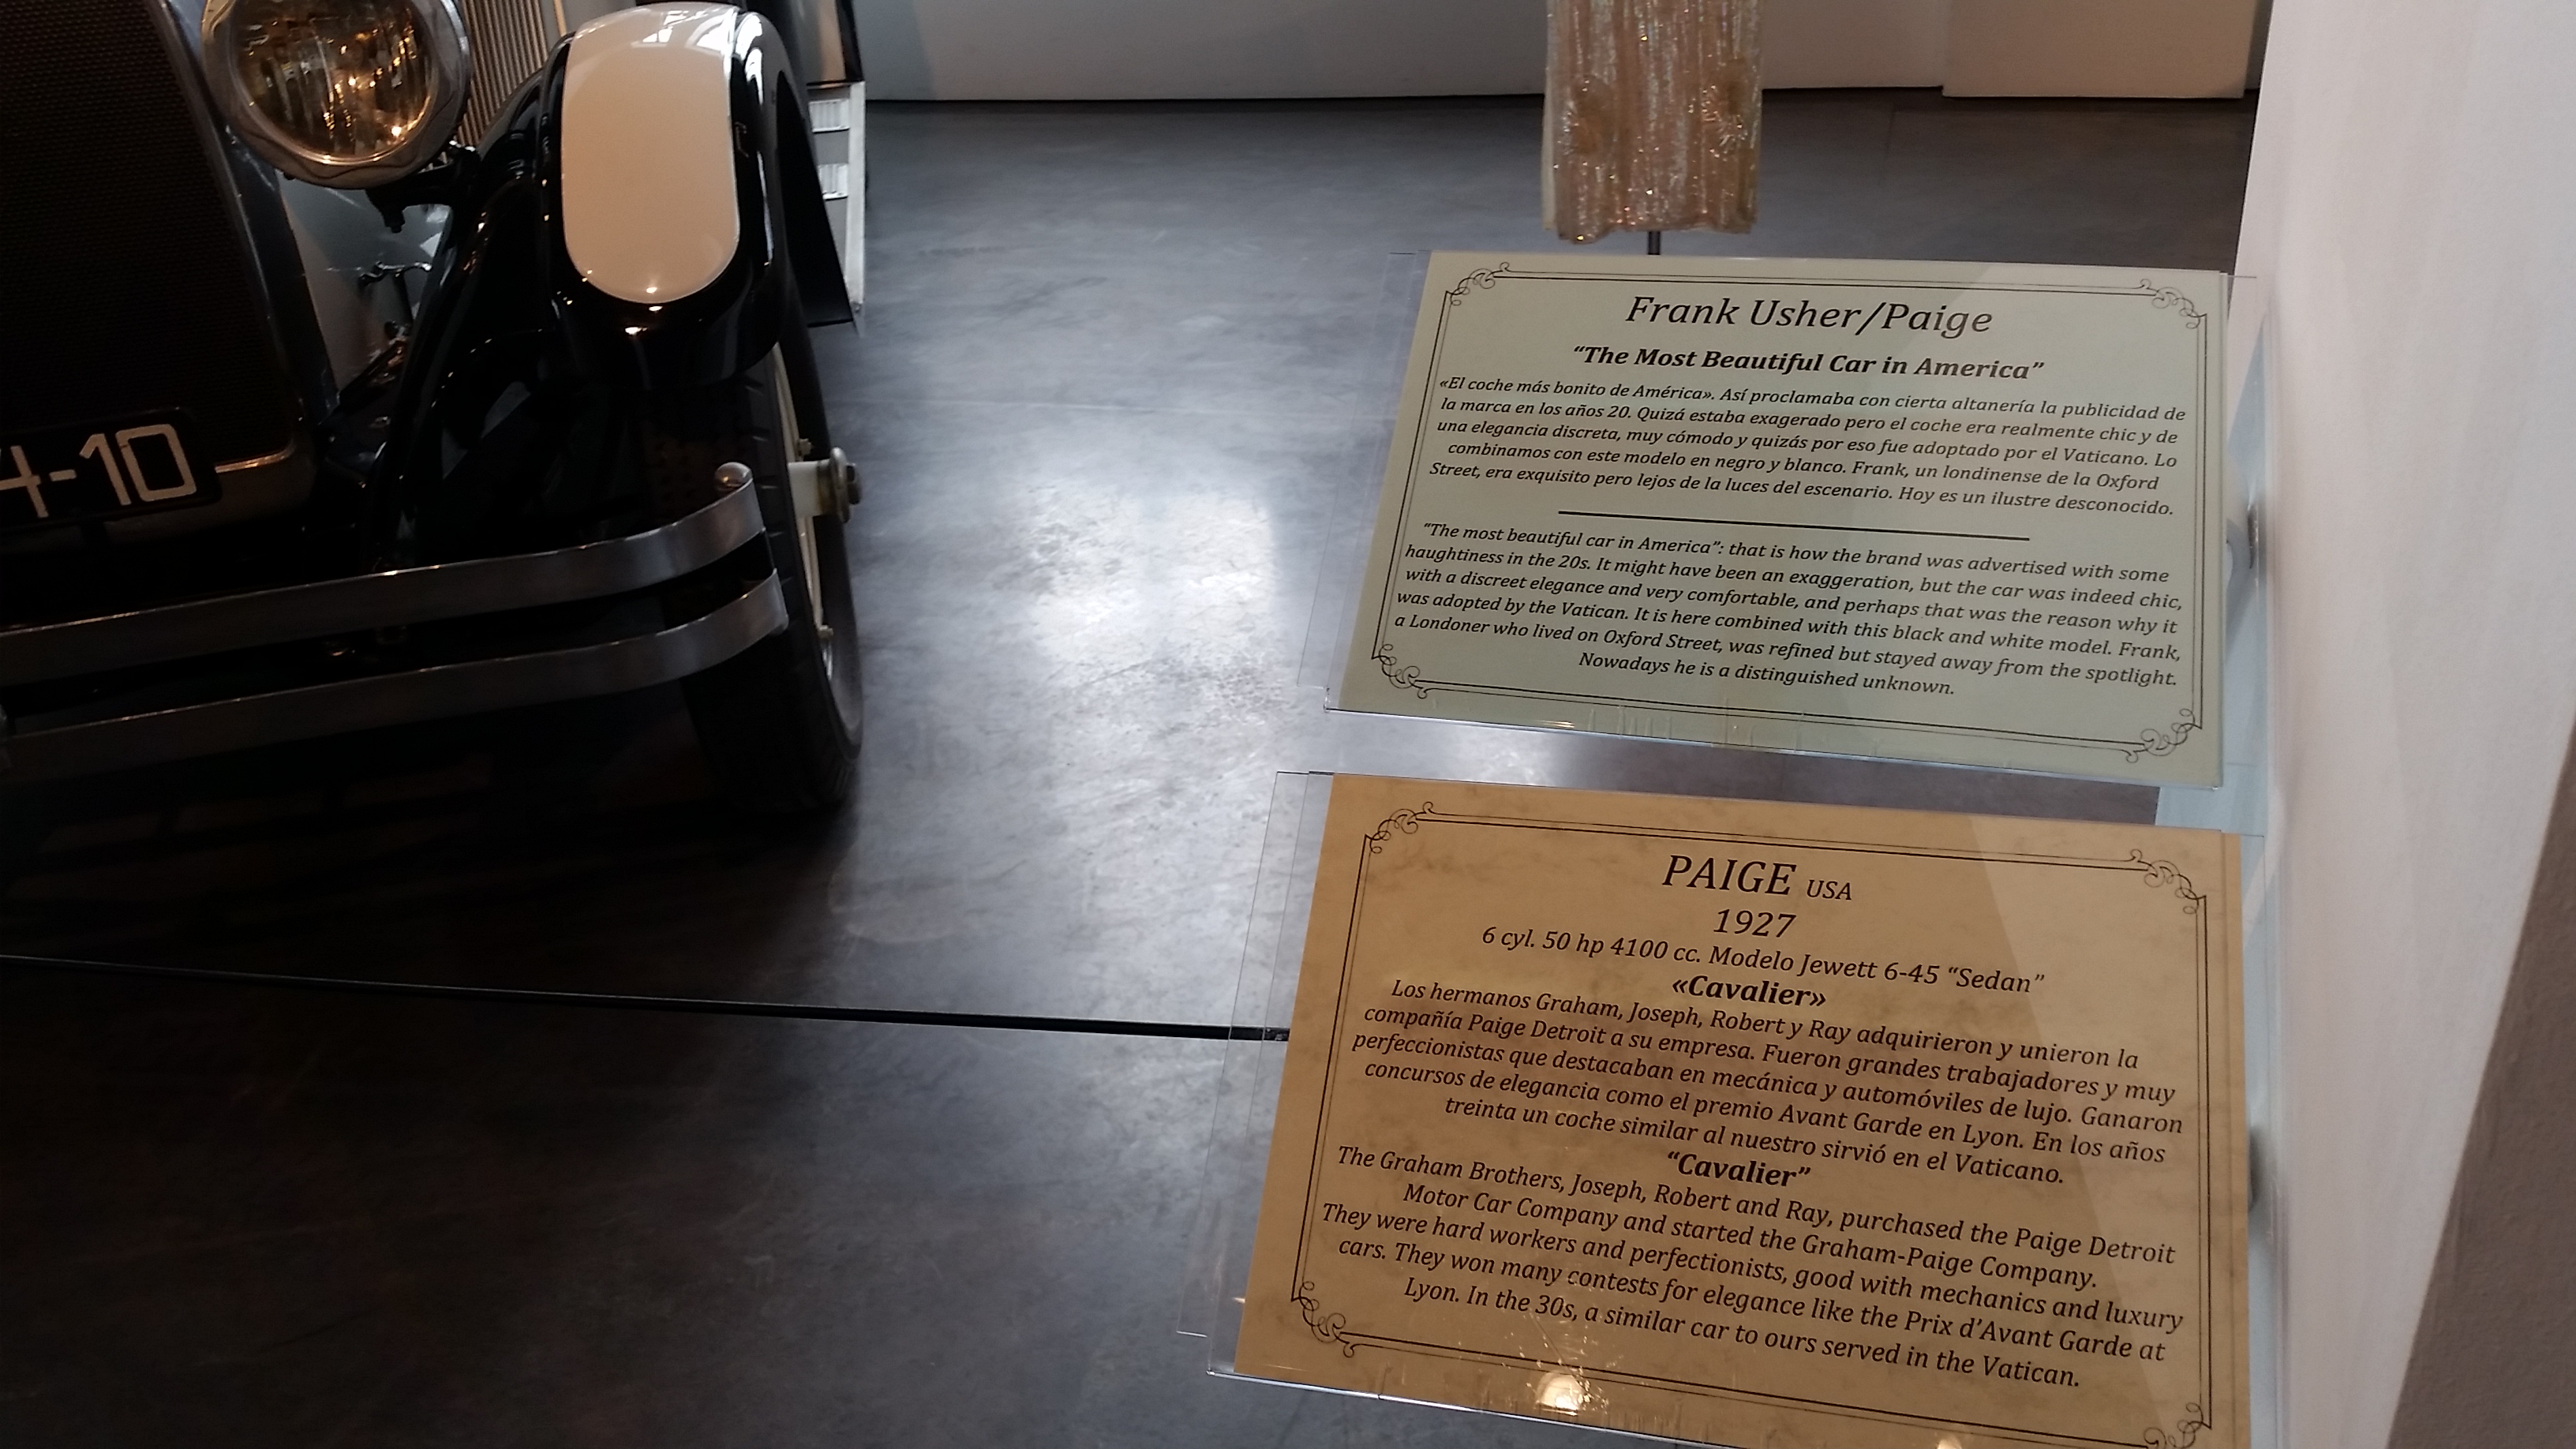 4-10
Frank Usher/Paige
“The Most Beautiful Car in America”
«El coche más bonito de América». Así proclamaba con cierta altanería la publicidad de
la marca en los años 20. Quizá estaba exagerado pero el coche era realmente chic y de
una elegancia discreta, muy cómodo y quizás por eso fue adoptado por el Vaticano. Lo
combinamos con este modelo en negro y blanco. Frank, un londinense de la Oxford
Street, era exquisito pero lejos de la luces del escenario. Hoy es un ilustre desconocido.
“The most beautiful car in America”: that is how the brand was advertised with some
haughtiness in the 20s. It might have been an exaggeration, but the car was indeed chic,
with a discreet elegance and very comfortable, and perhaps that was the reason why it
was adopted by the Vatican. It is here combined with this black and white model. Frank,
a Londoner who lived on Oxford Street, was refined but stayed away from the spotlight.
Nowadays he is a distinguished unknown.
PAIGE USA
1927
6 cyl. 50 hp 4100 cc. Modelo Jewett 6-45 “Sedan”
«Cavalier»
Los hermanos Graham, Joseph, Robert y Ray adquirieron y unieron la
compañía Paige Detroit a su empresa. Fueron grandes trabajadores y muy
perfeccionistas que destacaban en mecánica y automóviles de lujo. Ganaron
concursos de elegancia como el premio Avant Garde en Lyon. En los años
treinta un coche similar al nuestro sirvió en el Vaticano.
“Cavalier”
The Graham Brothers, Joseph, Robert and Ray, purchased the Paige Detroit
Motor Car Company and started the Graham-Paige Company.
They were hard workers and perfectionists, good with mechanics and luxury
cars. They won many contests for elegance like the Prix d’Avant Garde at
Lyon. In the 30s, a similar car to ours served in the Vatican.